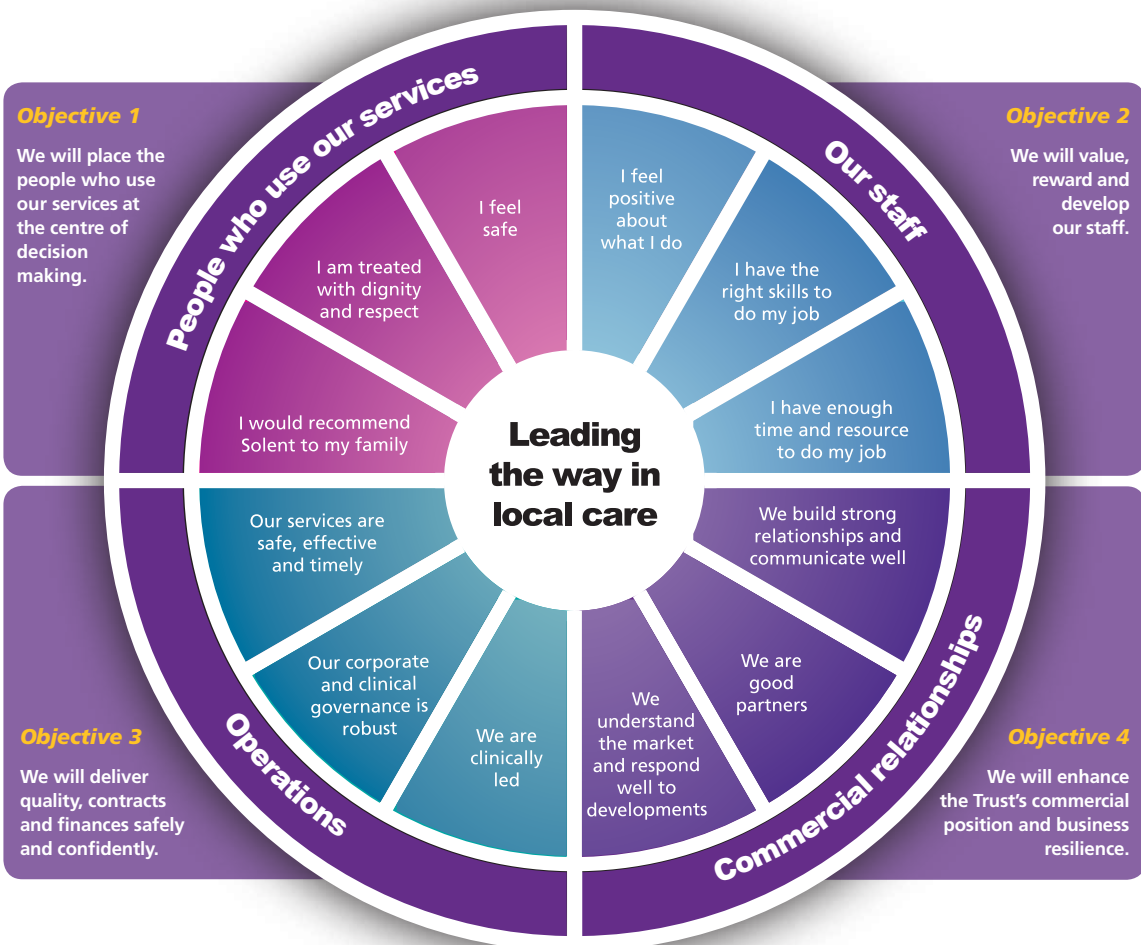 Objective 1
We will place the
people who use
our services at
the centre of
decision
making.
People who use our services
I feel
safe
I am treated
with dignity
and respect
I would recommend
Solent to my family
Objective 2
We will value,
reward and
develop
our staff.
Our staff
I feel
positive
about
what I do
I have the
right skills to
do my job
I have enough
time and resource
to do my job
Leading
the way in
local care
Objective 3
We will deliver
quality, contracts
and finances safely
and confidently.
Operations
Our services are
safe, effective
and timely
Our corporate
and clinical
governance is
robust
We are
clinically
led
Objective 4
We will enhance
the Trust’s commercial
position and business
resilience.
Commercial relationships
We build strong
relationships and
communicate well
We are
good
partners
We
understand
the market
and respond
well to
developments